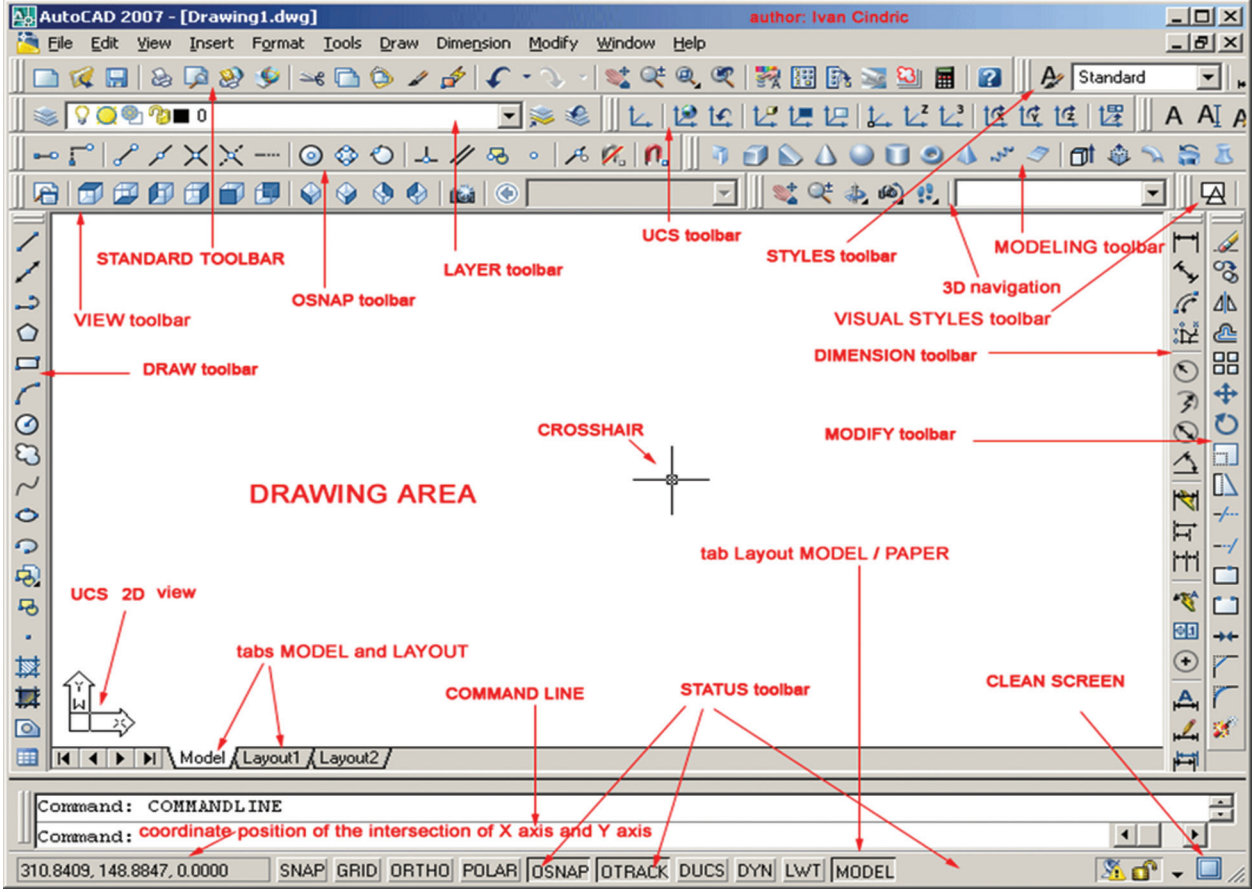 AutoCAD 2007 - [Drawing1.dwg]
author: Ivan Cindric
File Edit View Insert Format Tools Draw Dimension Modify Window Help
Standard
0
A AI A
STANDARD TOOLBAR
UCS toolbar
STYLES toolbar
MODELING toolbar
LAYER toolbar
3D navigation
OSNAP toolbar
VIEW toolbar
VISUAL STYLES toolbar
DIMENSION toolbar
DRAW toolbar
CROSSHAIR
MODIFY toolbar
DRAWING AREA
tab Layout MODEL / PAPER
UCS 2D view
tabs MODEL and LAYOUT
COMMAND LINE
STATUS toolbar
CLEAN SCREEN
Y
W
X
Model Layout1 Layout2
Command: COMMANDLINE
Command: coordinate position of the intersection of X axis and Y axis
310.8409, 148.8847, 0.0000 SNAP GRID ORTHO POLAR OSNAP OTRACK DUCS DYN LWT MODEL